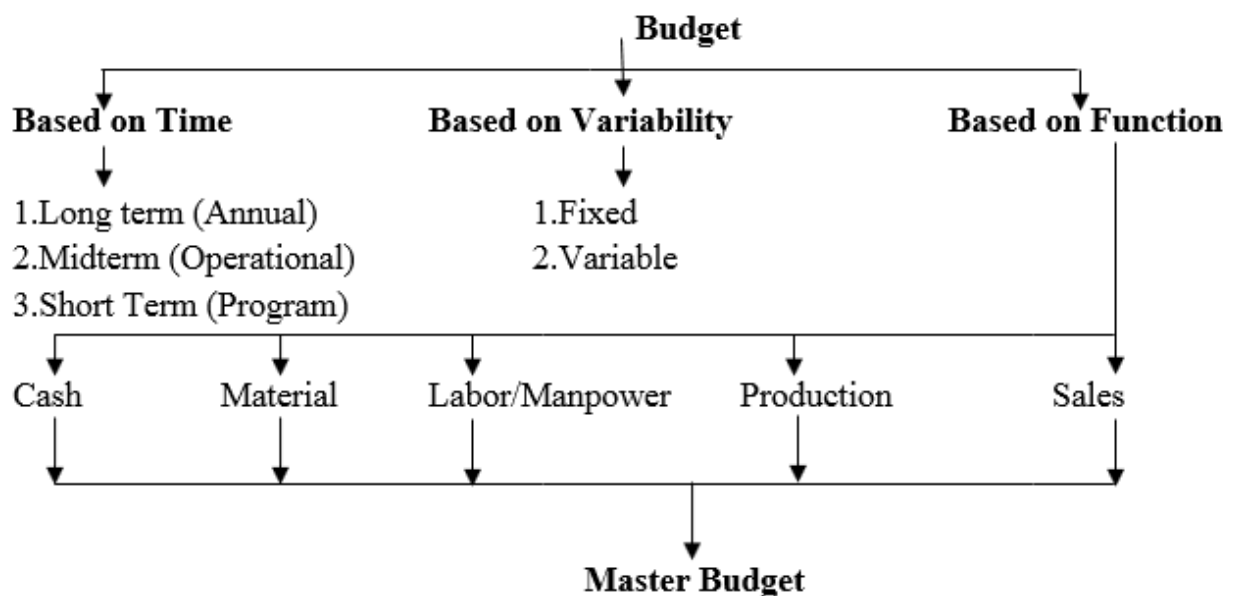 Budget
Based on Time Based on Variability Based on Function
1.Long term (Annual) 1.Fixed
2.Midterm (Operational) 2.Variable
3.Short Term (Program)
Cash Material Labor/Manpower Production Sales
Master Budget